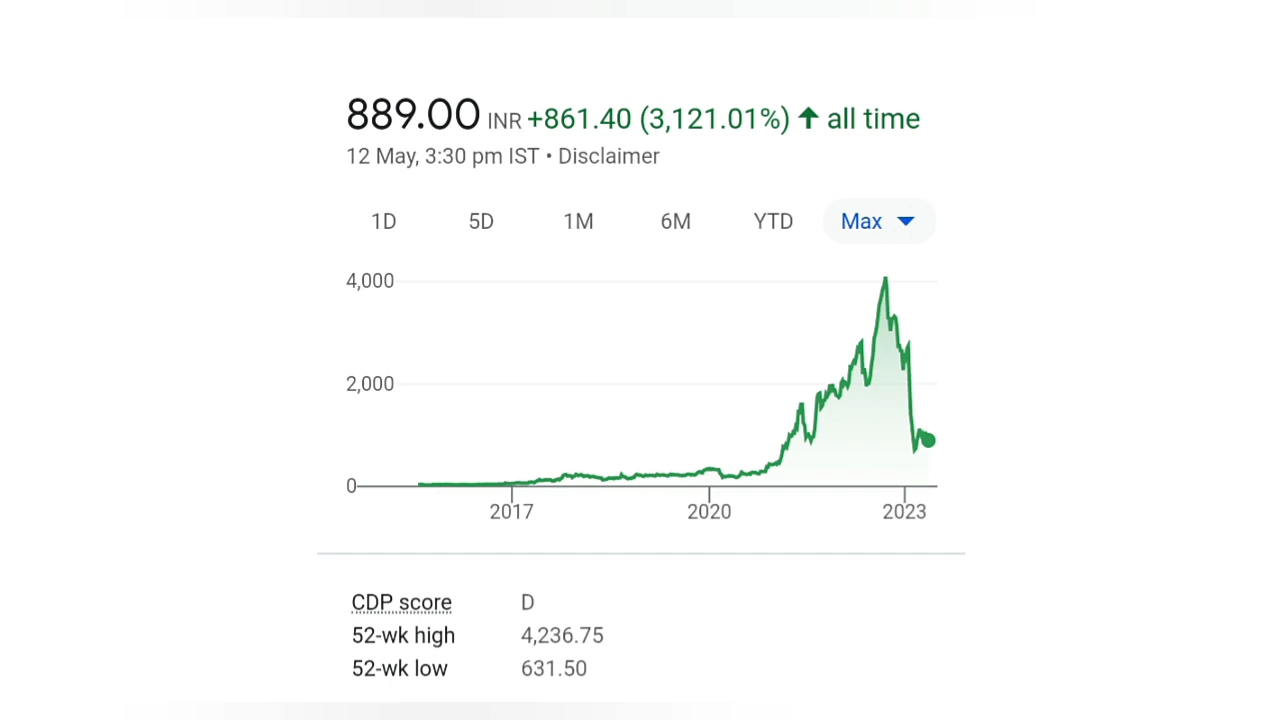 889.00 INR +861.40 (3,121.01%) ↑ all time
12 May, 3:30 pm IST • Disclaimer
1D 5D 1M 6M YTD Max
4,000
2,000
0
2017 2020 2023
CDP score D
52-wk high 4,236.75
52-wk low 631.50